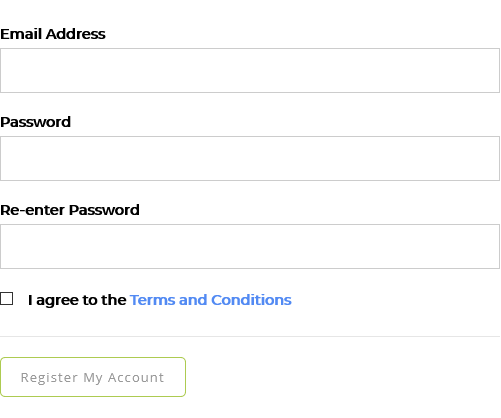 Email Address
Password
Re-enter Password
I agree to the Terms and Conditions
Register My Account